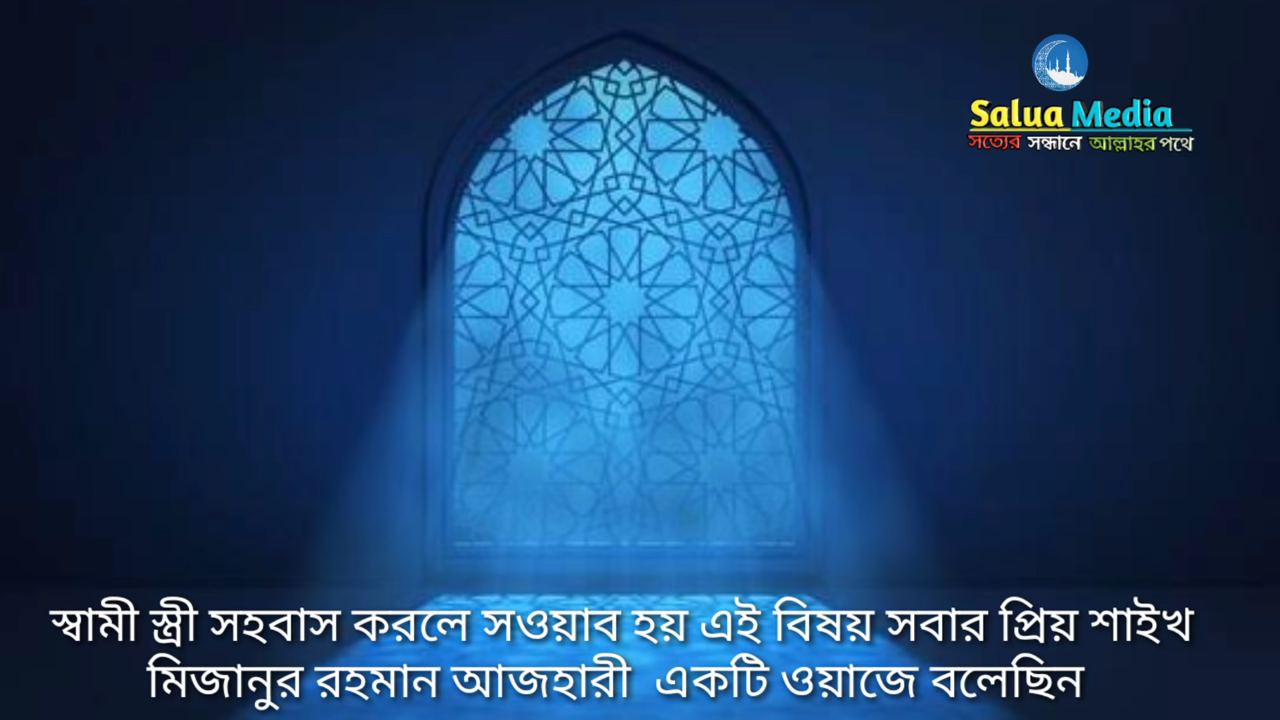 Salua Media
সত্যের সন্ধানে আল্লাহর পথে
স্বামী স্ত্রী সহবাস করলে সওয়াব হয় এই বিষয় সবার প্রিয় শাইখ
মিজানুর রহমান আজহারী একটি ওয়াজে বলেছিন